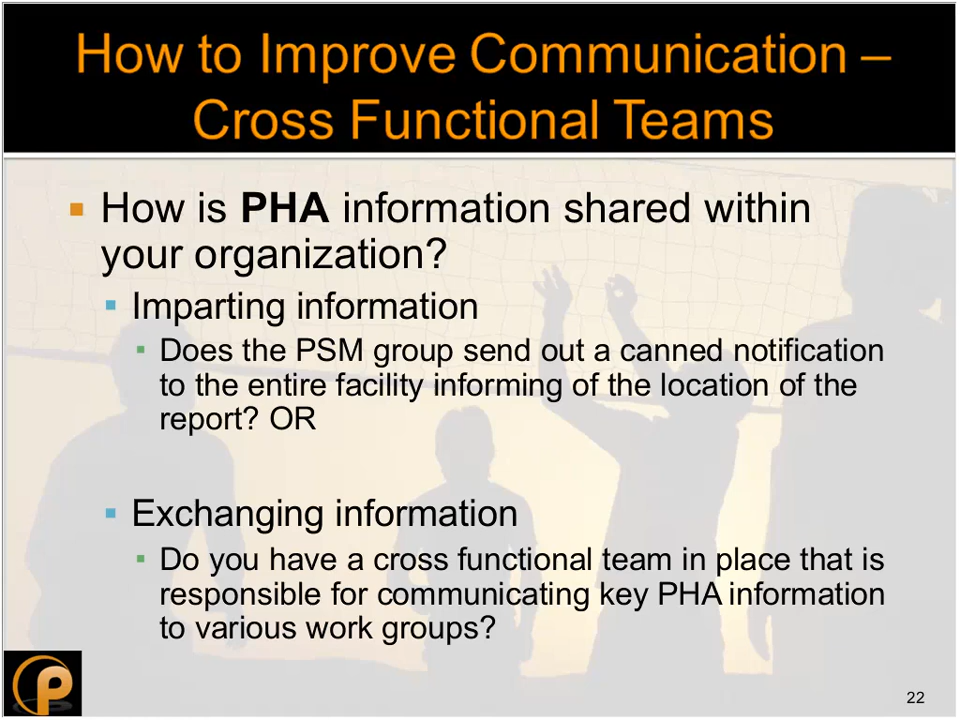 How to Improve Communication –
Cross Functional Teams
How is PHA information shared within
your organization?
Imparting information
Does the PSM group send out a canned notification
to the entire facility informing of the location of the
report? OR
Exchanging information
Do you have a cross functional team in place that is
responsible for communicating key PHA information
to various work groups?
p
22